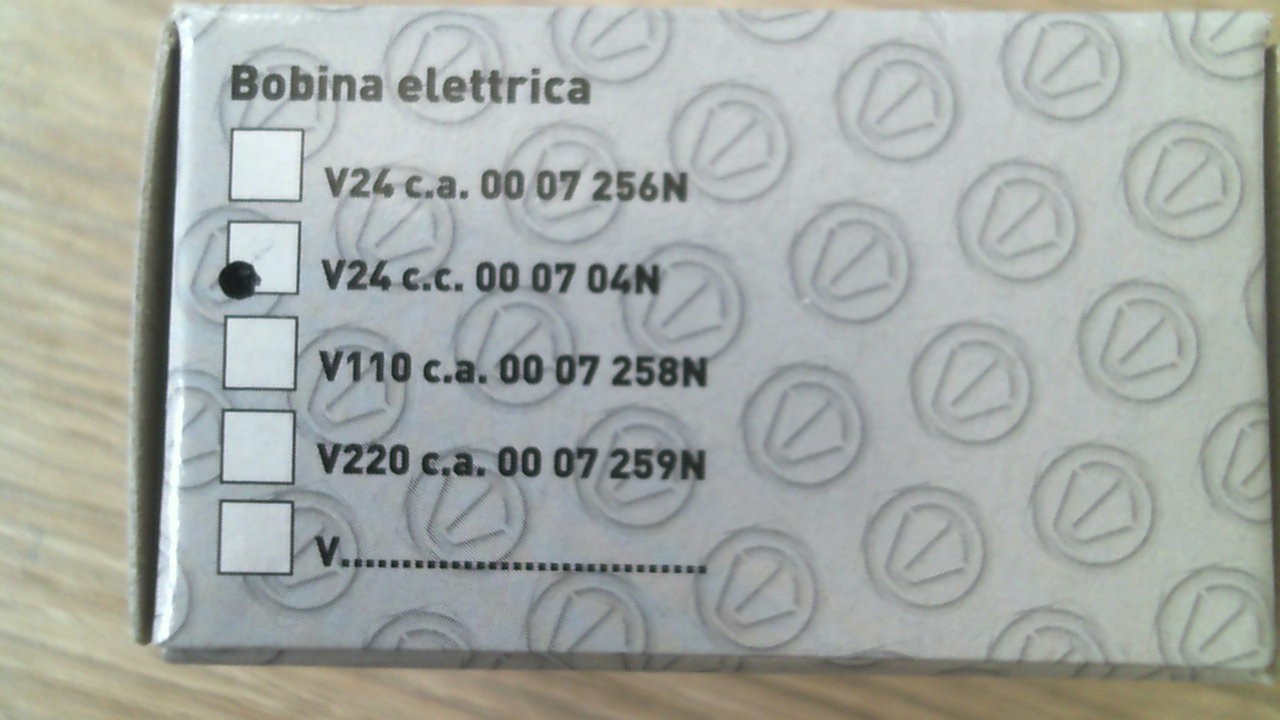 Bobina elettrica
V24 c.a. 00 07 256N
V24 c.c. 00 07 04N
V110 c.a. 00 07 258N
V220 c.a. 00 07 259N
V..................................